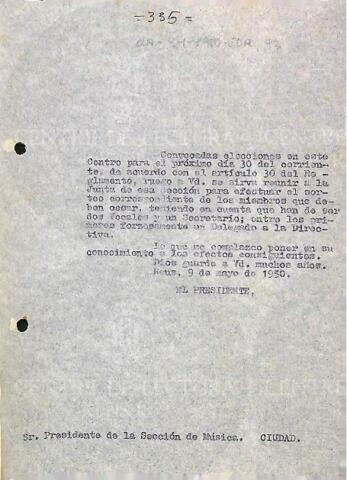 =335=
Convocadas elecciones en este
Centro para el próximo día 30 del corrien-
te, de acuerdo con el artículo 30 del Re-
glamento, ruego a Vd. se sirva reunir a la
Junta de esa Sección para efectuar el sor-
teo correspondiente de los miembros que de-
ben cesar, teniendo en cuenta que han de ser
dos Vocales y un Secretario; entre los pri-
meros forzosamente un Delegado a la Direc-
tiva.
Lo que me complazco poner en su
conocimiento a los efectos consiguientes.
Dios guarde a Vd. muchos años.
Reus, 9 de mayo de 1950.
EL PRESIDENTE,
Sr. Presidente de la Sección de Música. CIUDAD.